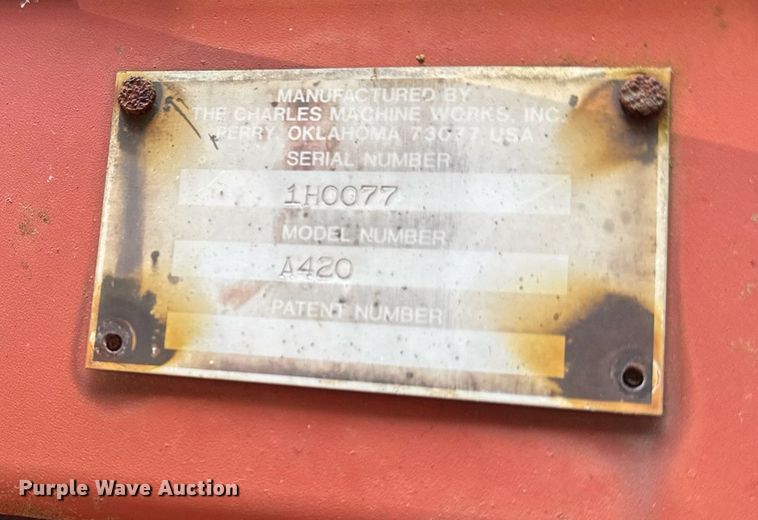 MANUFACTURED BY
THE CHARLES MACHINE WORKS, INC.
PERRY, OKLAHOMA 73077 USA
SERIAL NUMBER
1H0077
MODEL NUMBER
A420
PATENT NUMBER
Purple Wave Auction